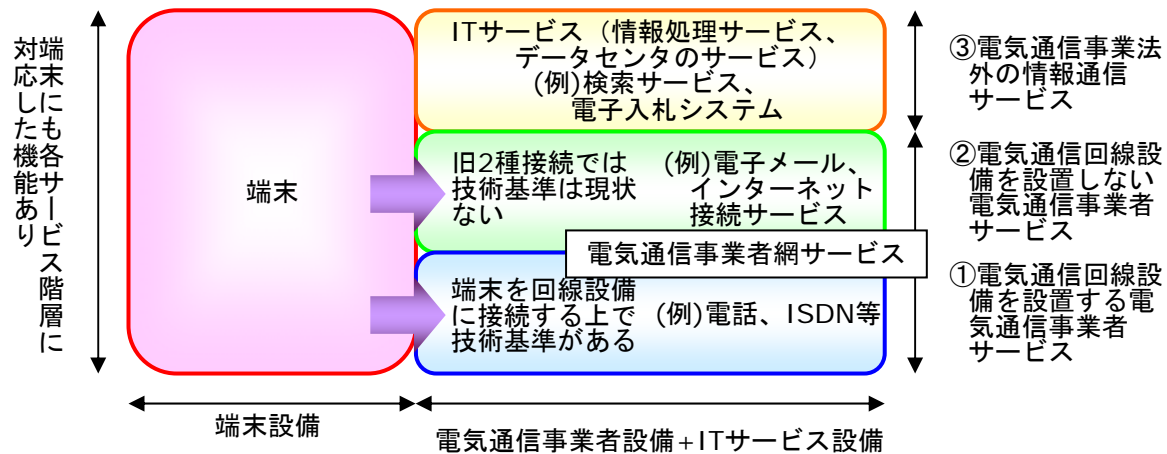 端末にも各サービス階層に
対応した機能あり
端末
ITサービス（情報処理サービス、
データセンタのサービス）
(例)検索サービス、
電子入札システム
旧2種接続では
技術基準は現状
ない
(例)電子メール、
インターネット
接続サービス
電気通信事業者網サービス
端末を回線設備
に接続する上で
技術基準がある
(例)電話、ISDN等
③電気通信事業法
外の情報通信
サービス
②電気通信回線設
備を設置しない
電気通信事業者
サービス
①電気通信回線設
備を設置する電
気通信事業者
サービス
端末設備
電気通信事業者設備+ITサービス設備